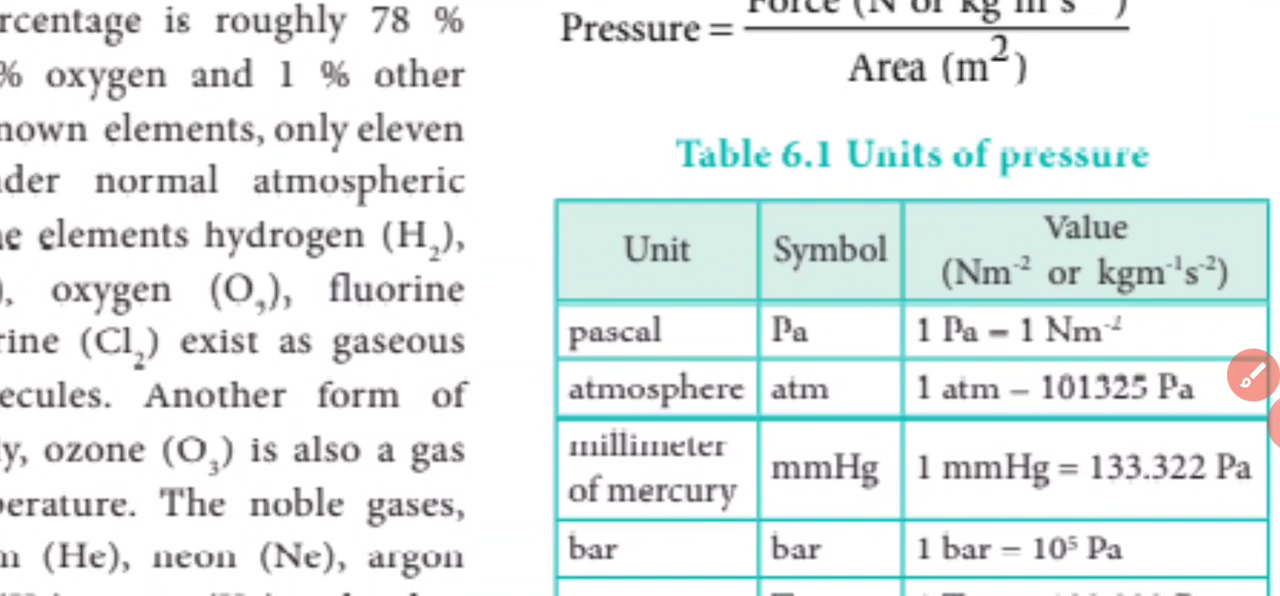 rcentage is roughly 78 %
% oxygen and 1 % other
nown elements, only eleven
der normal atmospheric
e elements hydrogen (H₂),
), oxygen (O₂), fluorine
rine (Cl₂) exist as gaseous
ecules. Another form of
y, ozone (O₃) is also a gas
perature. The noble gases,
(He), neon (Ne), argon
Pressure = Force (N or kg m s )
Area (m²)
Table 6.1 Units of pressure
Unit Symbol Value
(Nm⁻² or kgm⁻¹s⁻²)
pascal Pa 1 Pa = 1 Nm⁻²
atmosphere atm 1 atm = 101325 Pa
millimeter
of mercury mmHg 1 mmHg = 133.322 Pa
bar bar 1 bar = 10⁵ Pa